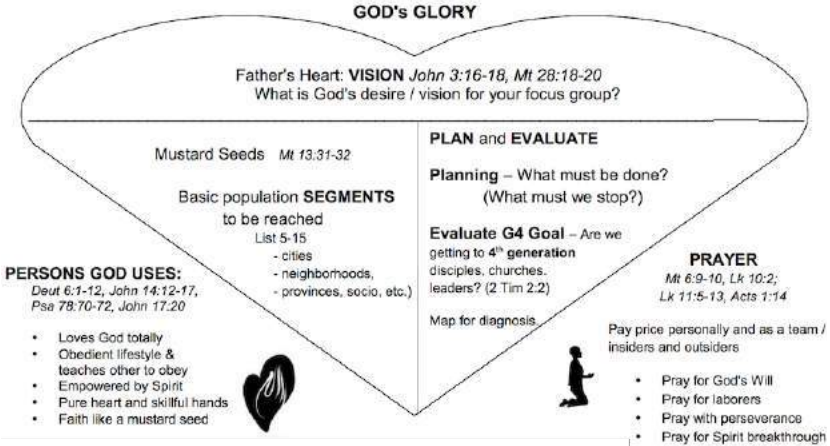 GOD's GLORY
Father's Heart: VISION John 3:16-18, Mt 28:18-20
What is God's desire / vision for your focus group?
Mustard Seeds Mt 13:31-32
Basic population SEGMENTS
to be reached
List 5-15
- cities
- neighborhoods,
- provinces, socio, etc.)
PLAN and EVALUATE
Planning – What must be done?
(What must we stop?)
Evaluate G4 Goal – Are we
getting to 4th generation
disciples, churches.
leaders? (2 Tim 2:2)
Map for diagnosis
PERSONS GOD USES:
Deut 6:1-12, John 14:12-17,
Psa 78:70-72, John 17:20
• Loves God totally
• Obedient lifestyle &
teaches other to obey
• Empowered by Spirit
• Pure heart and skillful hands
• Faith like a mustard seed
PRAYER
Mt 6:9-10, Lk 10:2;
Lk 11:5-13, Acts 1:14
Pay price personally and as a team /
insiders and outsiders
• Pray for God's Will
• Pray for laborers
• Pray with perseverance
• Pray for Spirit breakthrough